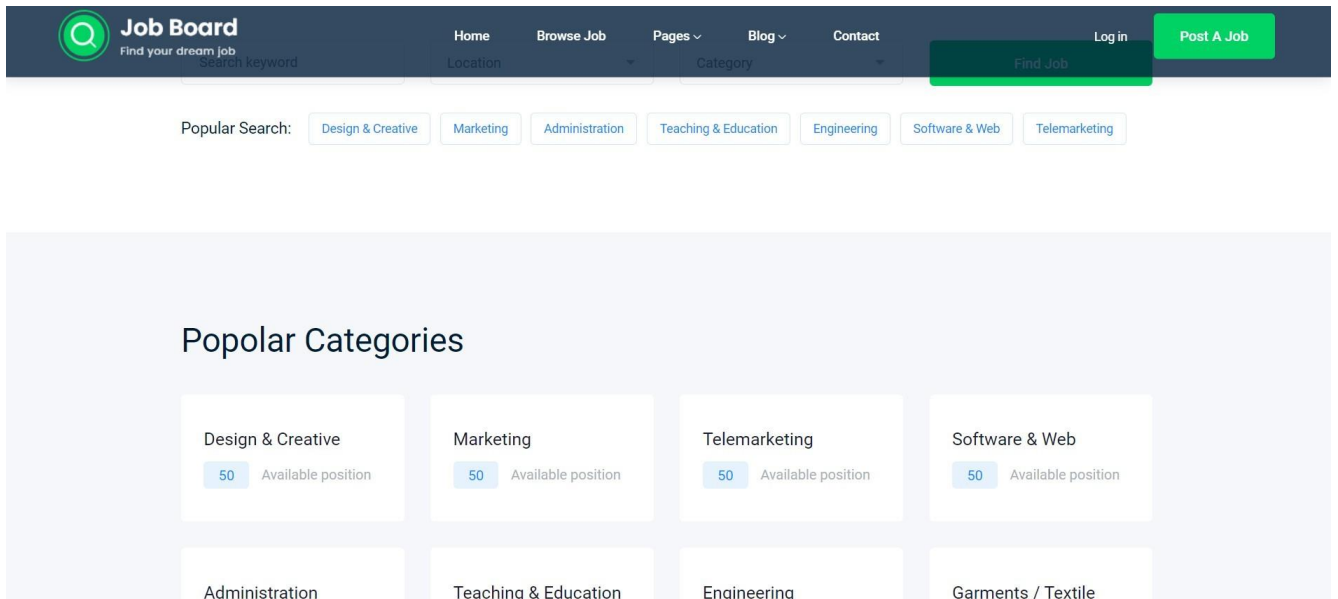 Job Board
Find your dream job
Home Browse Job Pages Blog Contact Log in Post A Job
Search keyword Location Category Find Job
Popular Search: Design & Creative Marketing Administration Teaching & Education Engineering Software & Web Telemarketing
Popolar Categories
Design & Creative Marketing Telemarketing Software & Web
50 Available position 50 Available position 50 Available position 50 Available position
Administration Teaching & Education Engineering Garments / Textile